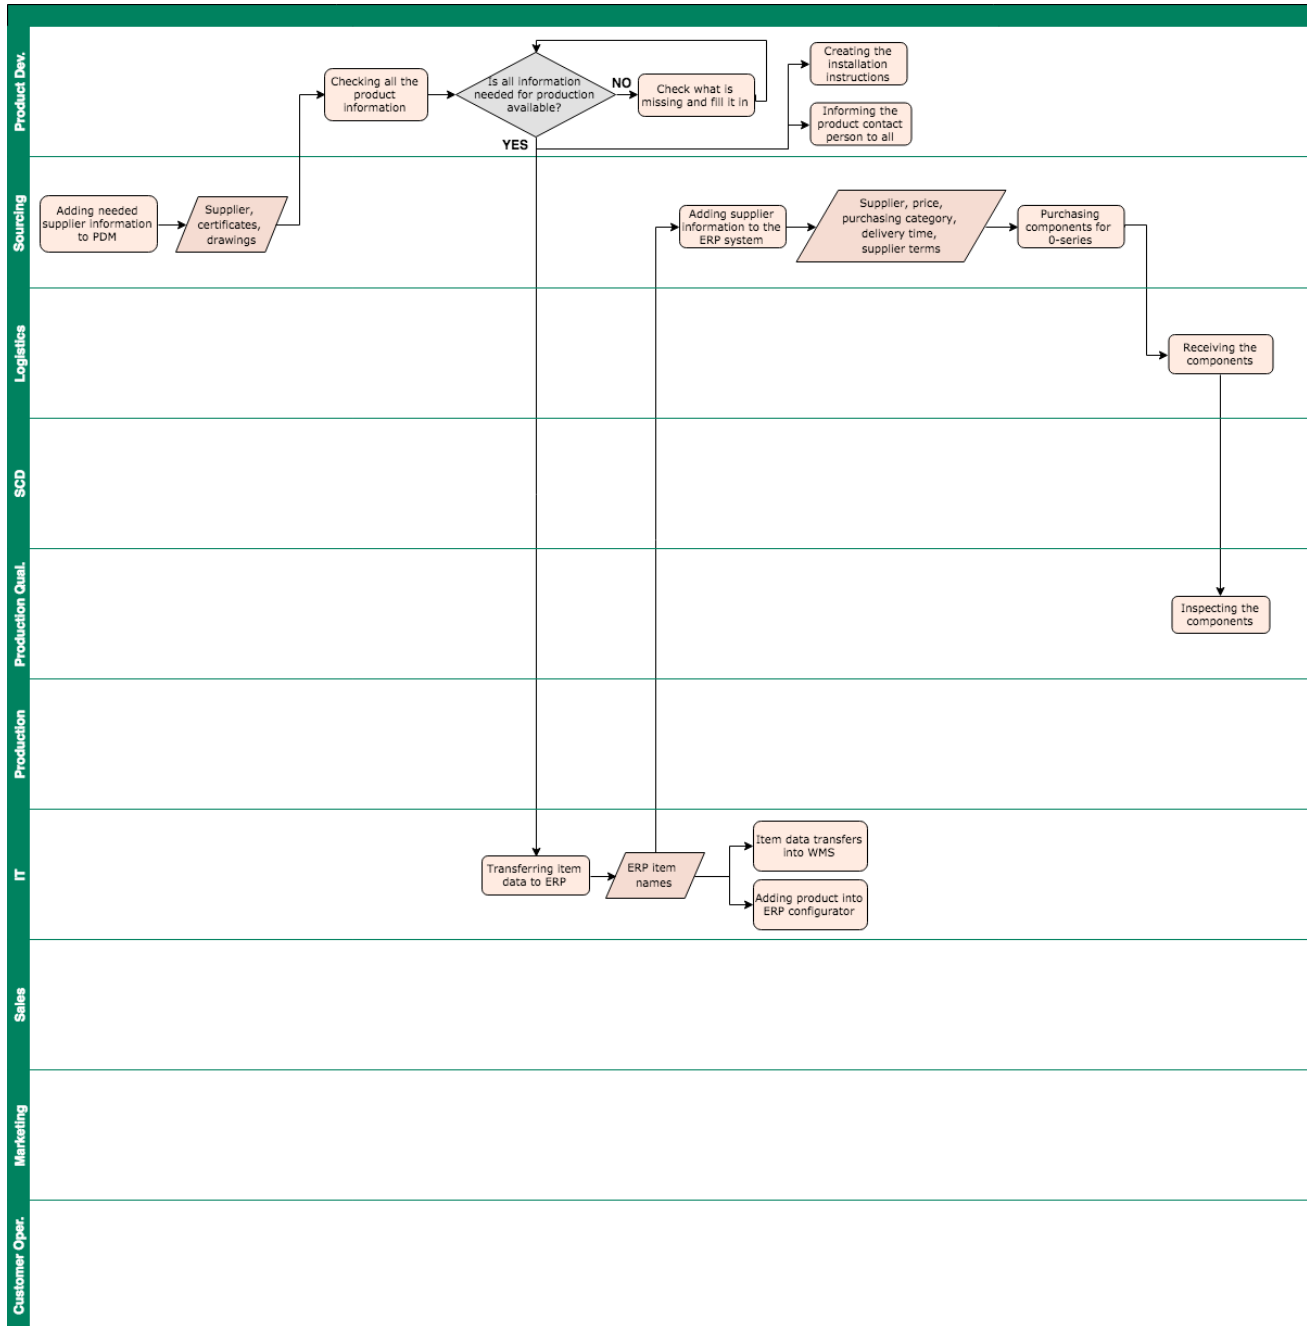 Product Dev.
Checking all the
product
information
Is all information
needed for production
available?
NO
YES
Check what is
missing and fill it in
Creating the
installation
instructions
Informing the
product contact
person to all
Sourcing
Adding needed
supplier information
to PDM
Supplier,
certificates,
drawings
Adding supplier
information to the
ERP system
Supplier, price,
purchasing category,
delivery time,
supplier terms
Purchasing
components for
0-series
Logistics
Receiving the
components
SCD
Production Qual.
Inspecting the
components
Production
IT
Transferring item
data to ERP
ERP item
names
Item data transfers
into WMS
Adding product into
ERP configurator
Sales
Marketing
Customer Oper.